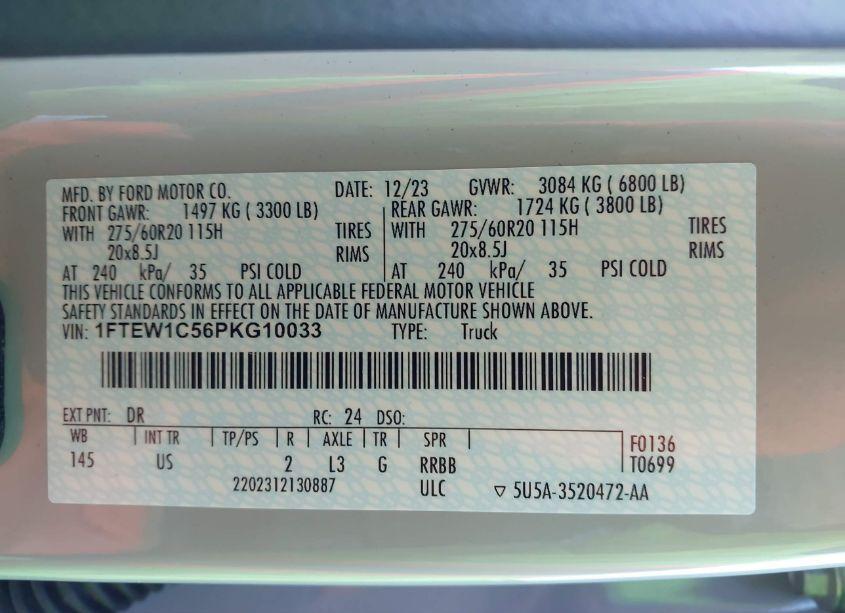 MFD. BY FORD MOTOR CO. DATE: 12/23 GVWR: 3084 KG ( 6800 LB)
FRONT GAWR: 1497 KG ( 3300 LB) REAR GAWR: 1724 KG ( 3800 LB)
WITH 275/60R20 115H TIRES WITH 275/60R20 115H TIRES
20x8.5J RIMS 20x8.5J RIMS
AT 240 kPa/ 35 PSI COLD AT 240 kPa/ 35 PSI COLD
THIS VEHICLE CONFORMS TO ALL APPLICABLE FEDERAL MOTOR VEHICLE
SAFETY STANDARDS IN EFFECT ON THE DATE OF MANUFACTURE SHOWN ABOVE.
VIN: 1FTEW1C56PKG10033 TYPE: Truck
EXT PNT: DR RC: 24 DSO:
WB INT TR TP/PS R AXLE TR SPR F0136
145 US 2 L3 G RRBB T0699
2202312130887 ULC ▽ 5U5A-3520472-AA